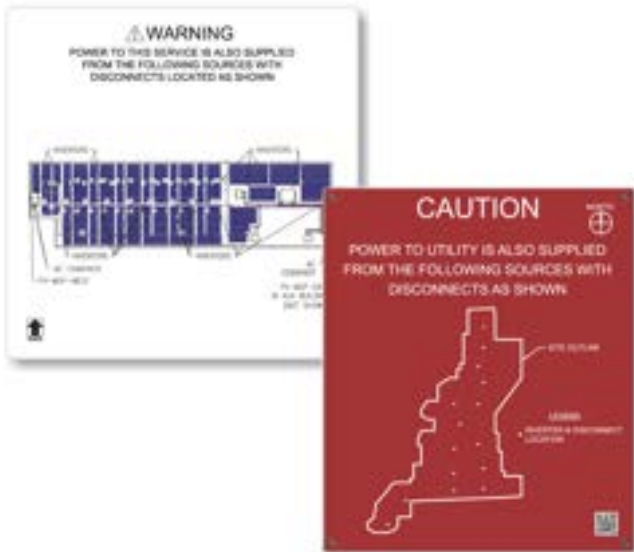 ⚠ WARNING
POWER TO THIS SERVICE IS ALSO SUPPLIED
FROM THE FOLLOWING SOURCES WITH
DISCONNECTS LOCATED AS SHOWN
INVERTERS
INVERTERS
INVERTERS
INVERTERS
CAUTION
NORTH
POWER TO UTILITY IS ALSO SUPPLIED
FROM THE FOLLOWING SOURCES WITH
DISCONNECTS AS SHOWN
SITE OUTLINE
LEGEND
INVERTER & DISCONNECT
LOCATION